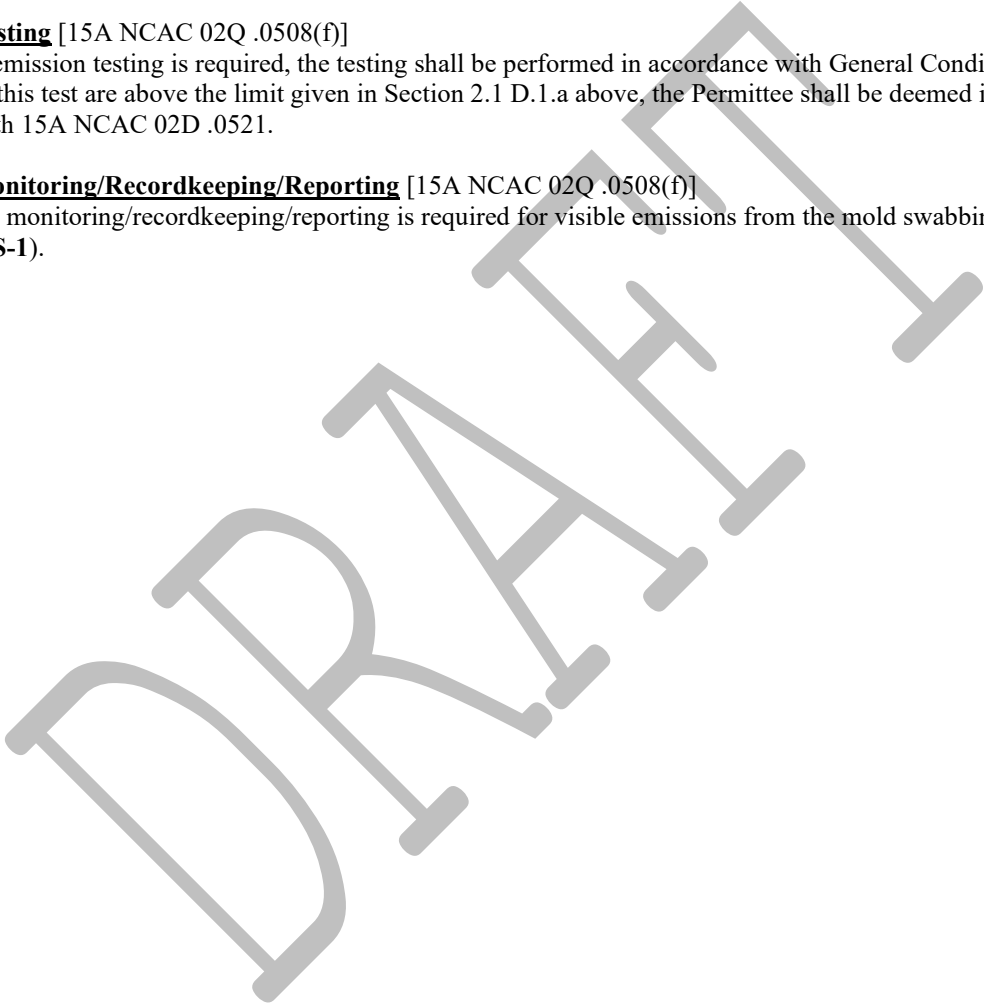 sting [15A NCAC 02Q .0508(f)]
emission testing is required, the testing shall be performed in accordance with General Condi
this test are above the limit given in Section 2.1 D.1.a above, the Permittee shall be deemed i
h 15A NCAC 02D .0521.
onitoring/Recordkeeping/Reporting [15A NCAC 02Q .0508(f)]
monitoring/recordkeeping/reporting is required for visible emissions from the mold swabbin
S-1).
DRAFT